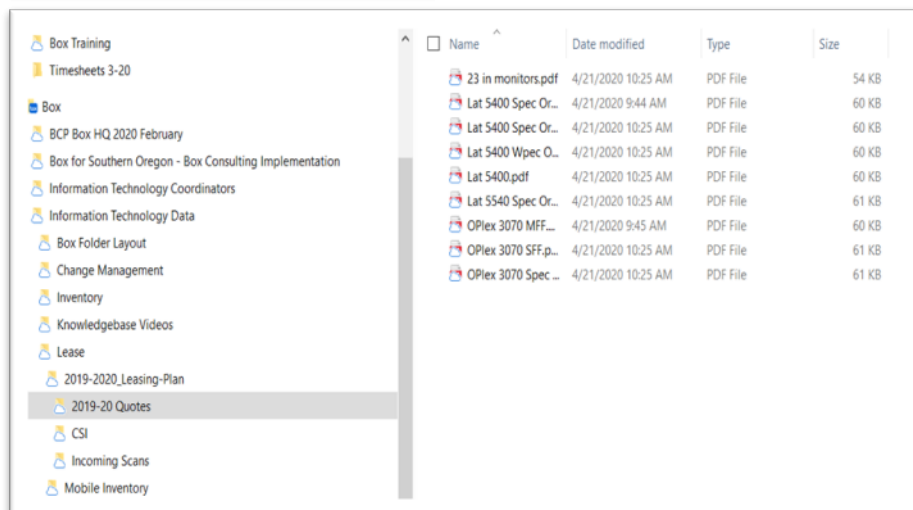 Box Training
Timesheets 3-20
Box
BCP Box HQ 2020 February
Box for Southern Oregon - Box Consulting Implementation
Information Technology Coordinators
Information Technology Data
Box Folder Layout
Change Management
Inventory
Knowledgebase Videos
Lease
2019-2020_Leasing-Plan
2019-20 Quotes
CSI
Incoming Scans
Mobile Inventory
Name Date modified Type Size
23 in monitors.pdf 4/21/2020 10:25 AM PDF File 54 KB
Lat 5400 Spec Or... 4/21/2020 9:44 AM PDF File 60 KB
Lat 5400 Spec Or... 4/21/2020 10:25 AM PDF File 60 KB
Lat 5400 Wpec O... 4/21/2020 10:25 AM PDF File 60 KB
Lat 5400.pdf 4/21/2020 10:25 AM PDF File 60 KB
Lat 5540 Spec Or... 4/21/2020 10:25 AM PDF File 61 KB
OPlex 3070 MFF.... 4/21/2020 9:45 AM PDF File 60 KB
OPlex 3070 SFF.p... 4/21/2020 10:25 AM PDF File 61 KB
OPlex 3070 Spec ... 4/21/2020 10:25 AM PDF File 61 KB